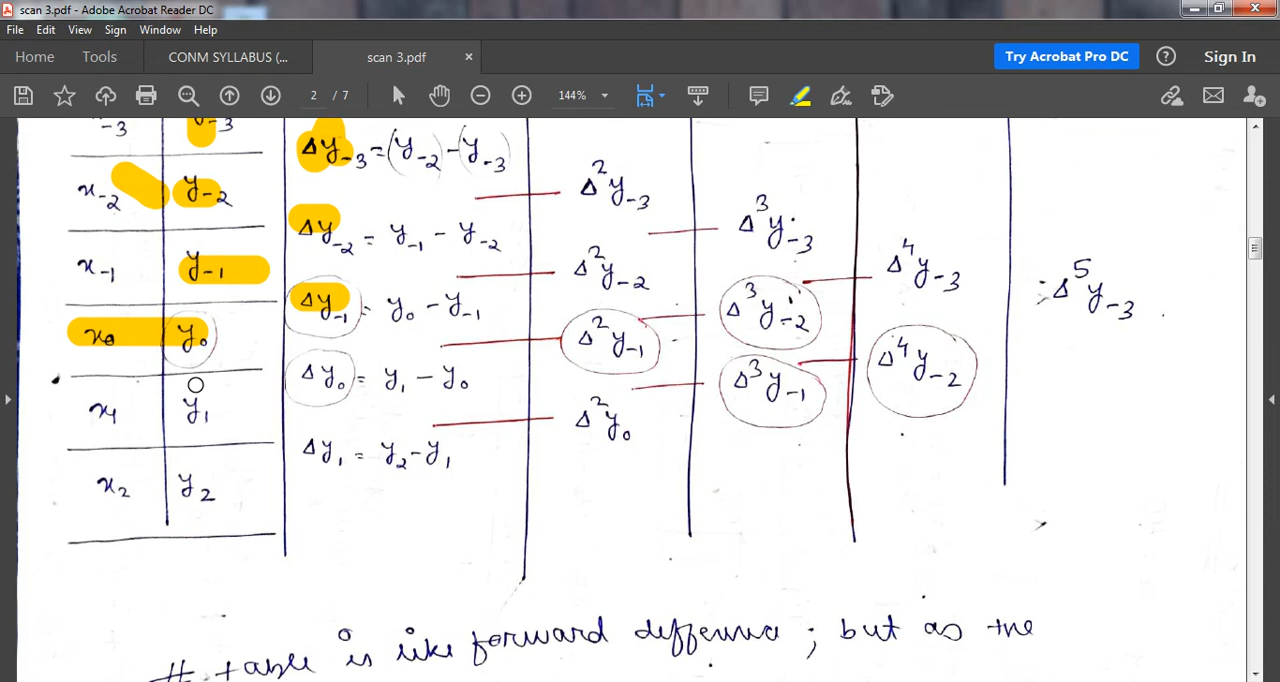 scan 3.pdf - Adobe Acrobat Reader DC
File Edit View Sign Window Help
Home Tools CONM SYLLABUS (... scan 3.pdf × Try Acrobat Pro DC Sign In
2 / 7 144%
x₋₃ y₋₃
Δy₋₃ = (y₋₂) - (y₋₃)
x₋₂ y₋₂ Δ²y₋₃
Δy₋₂ = y₋₁ - y₋₂ Δ³y₋₃
x₋₁ y₋₁ Δ²y₋₂ Δ⁴y₋₃
Δy₋₁ = y₀ - y₋₁ Δ³y₋₂ Δ⁵y₋₃
x₀ y₀ Δ²y₋₁ Δ⁴y₋₂
Δy₀ = y₁ - y₀ Δ³y₋₁
x₁ y₁ Δ²y₀
Δy₁ = y₂ - y₁
x₂ y₂
# table is like forward difference ; but as the